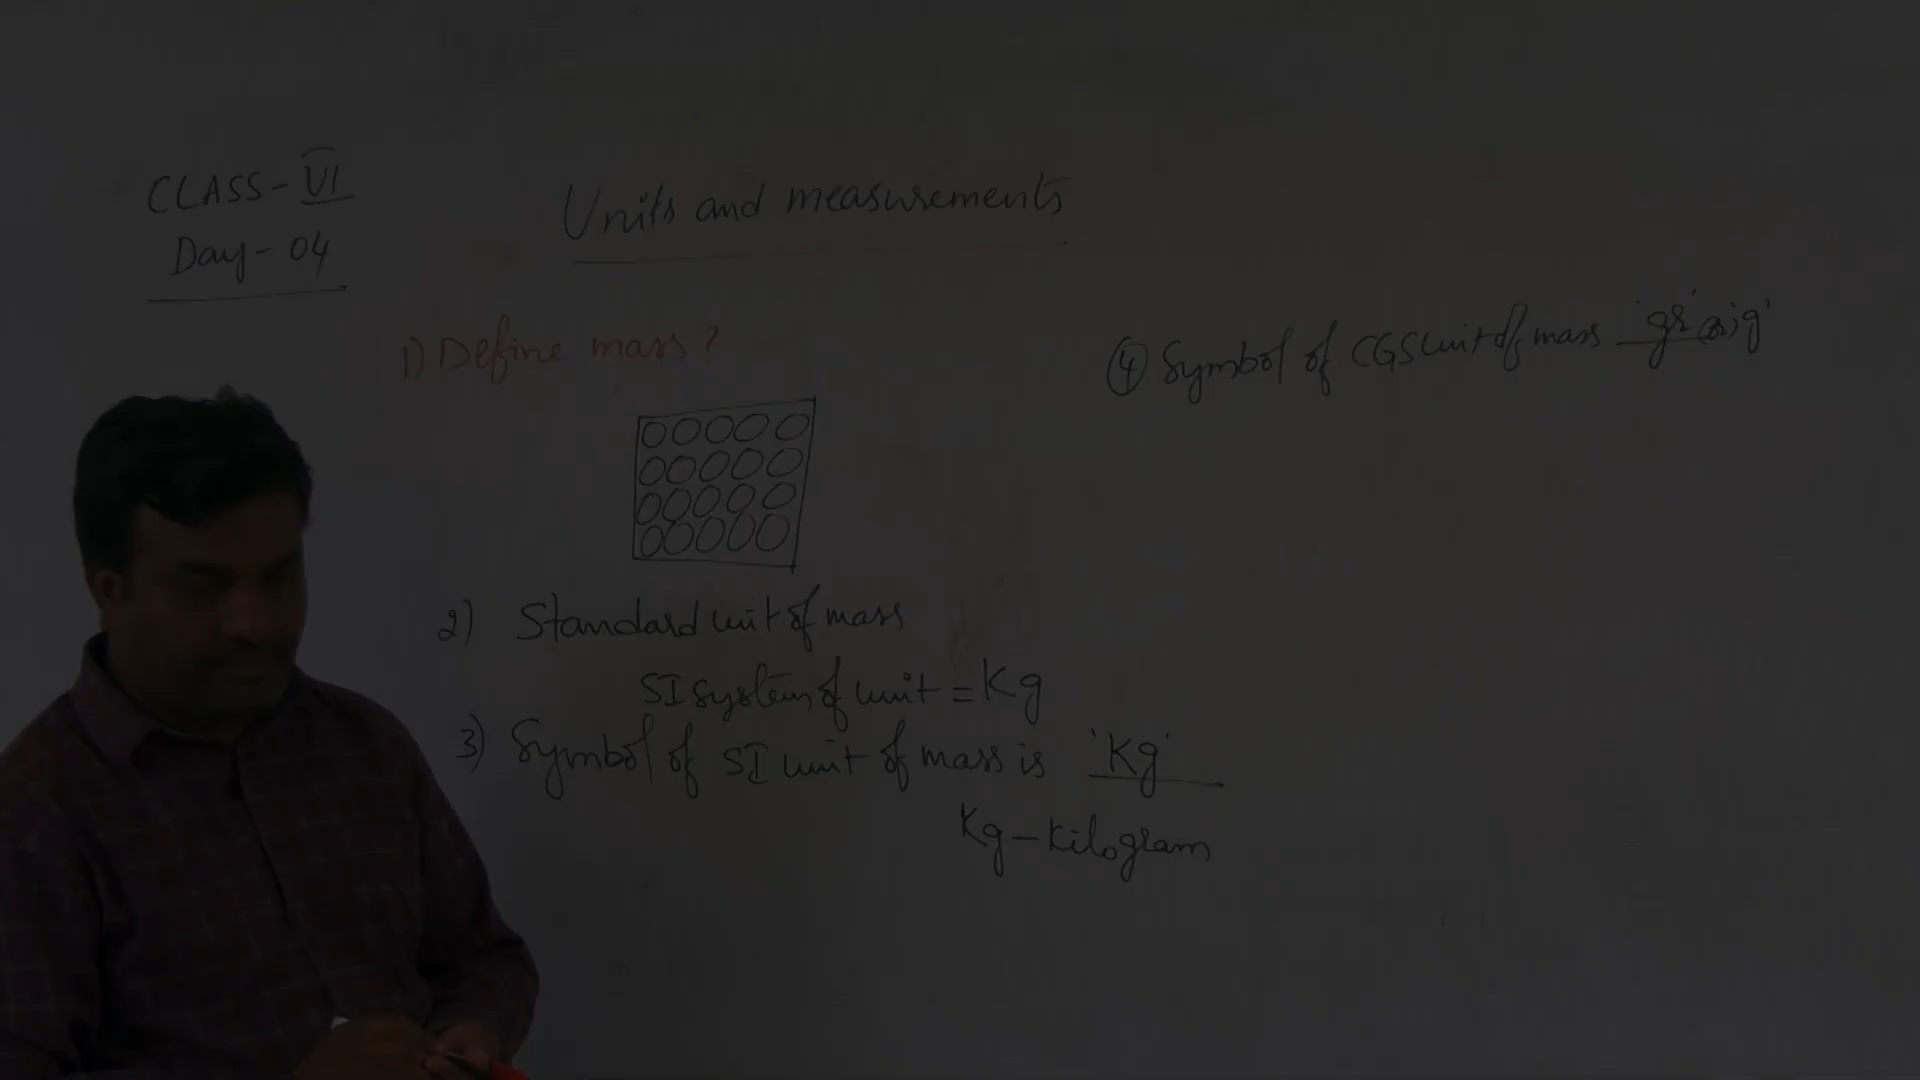 CLASS-VI
Day-04
Units and measurements
1) Define mass?
2) Standard unit of mass
SI system of unit = Kg
3) Symbol of SI unit of mass is 'Kg'
Kg-Kilogram
④ Symbol of CGS unit of mass 'gr' (or) 'g'